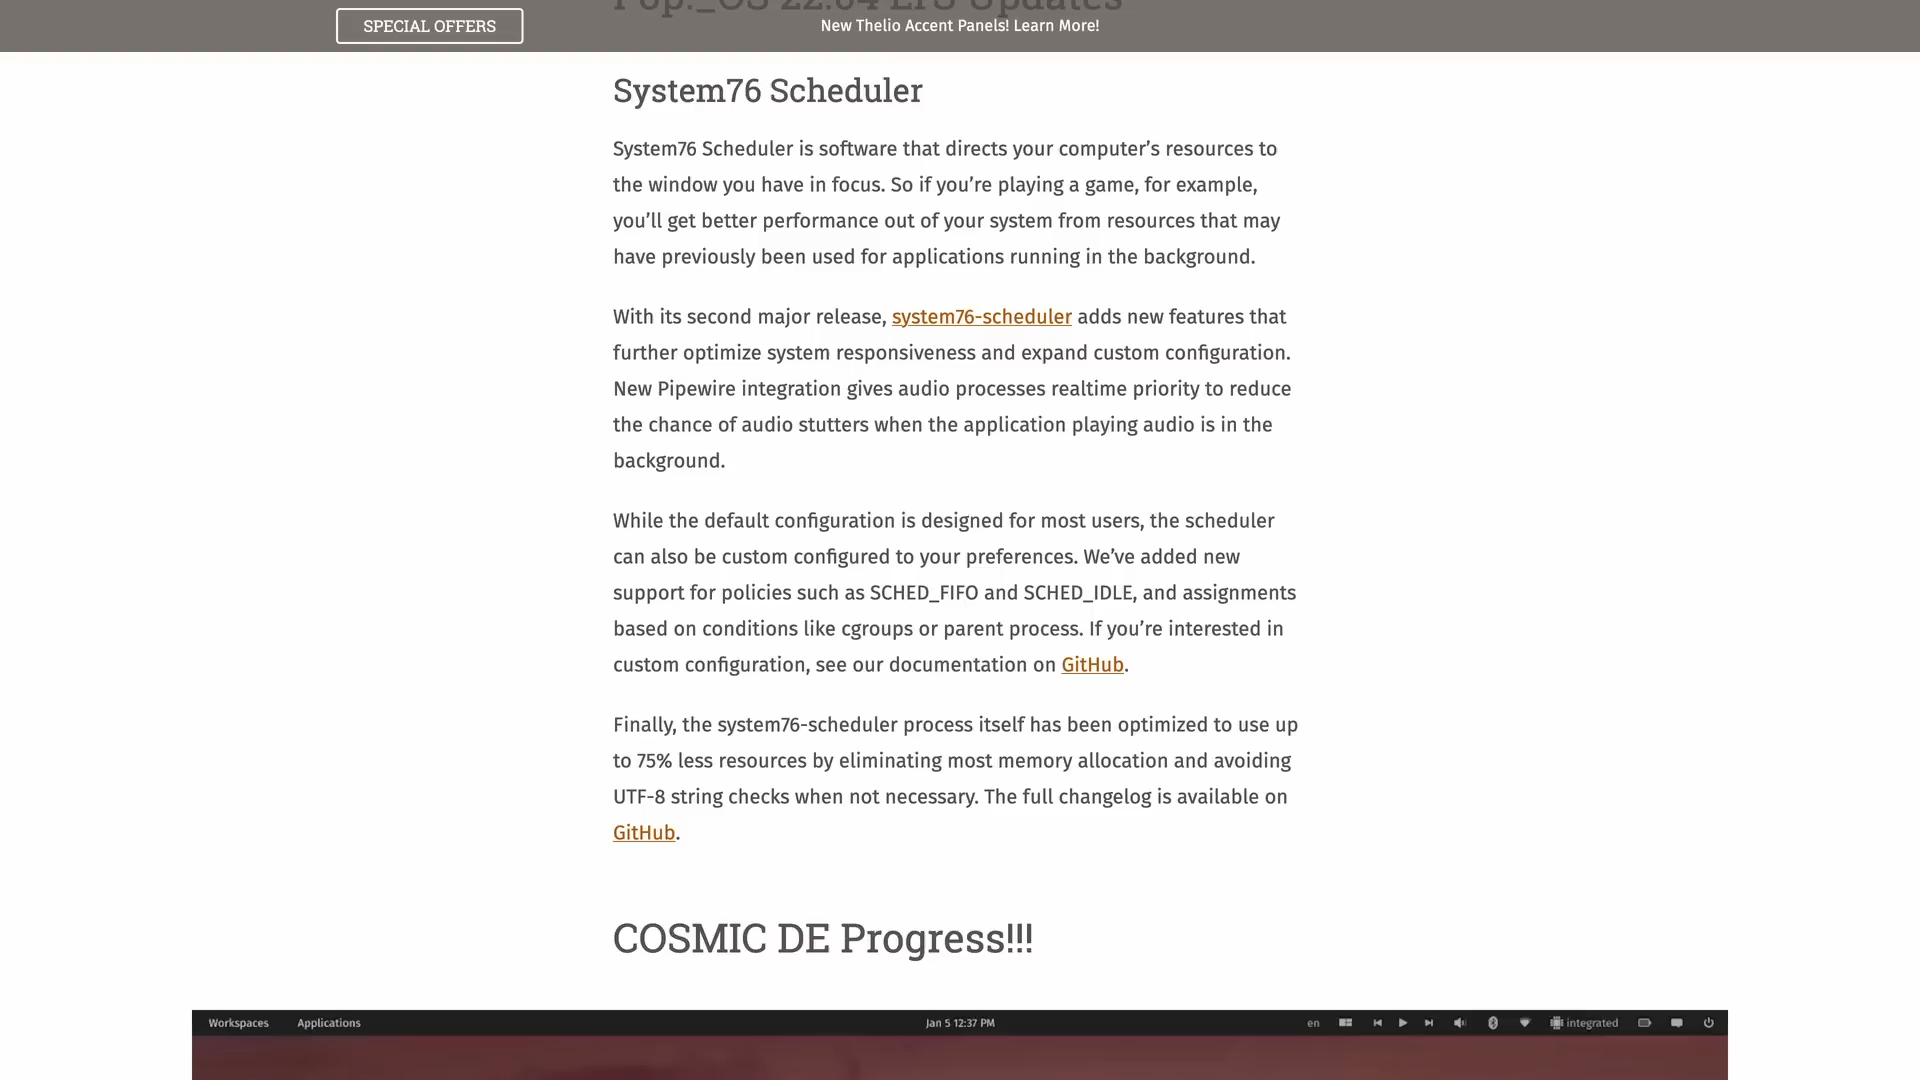 Pop!_OS 22.04 LTS Updates
SPECIAL OFFERS
New Thelio Accent Panels! Learn More!
System76 Scheduler
System76 Scheduler is software that directs your computer’s resources to
the window you have in focus. So if you’re playing a game, for example,
you’ll get better performance out of your system from resources that may
have previously been used for applications running in the background.
With its second major release, system76-scheduler adds new features that
further optimize system responsiveness and expand custom configuration.
New Pipewire integration gives audio processes realtime priority to reduce
the chance of audio stutters when the application playing audio is in the
background.
While the default configuration is designed for most users, the scheduler
can also be custom configured to your preferences. We’ve added new
support for policies such as SCHED_FIFO and SCHED_IDLE, and assignments
based on conditions like cgroups or parent process. If you’re interested in
custom configuration, see our documentation on GitHub.
Finally, the system76-scheduler process itself has been optimized to use up
to 75% less resources by eliminating most memory allocation and avoiding
UTF-8 string checks when not necessary. The full changelog is available on
GitHub.
COSMIC DE Progress!!!
Workspaces Applications Jan 5 12:37 PM en integrated